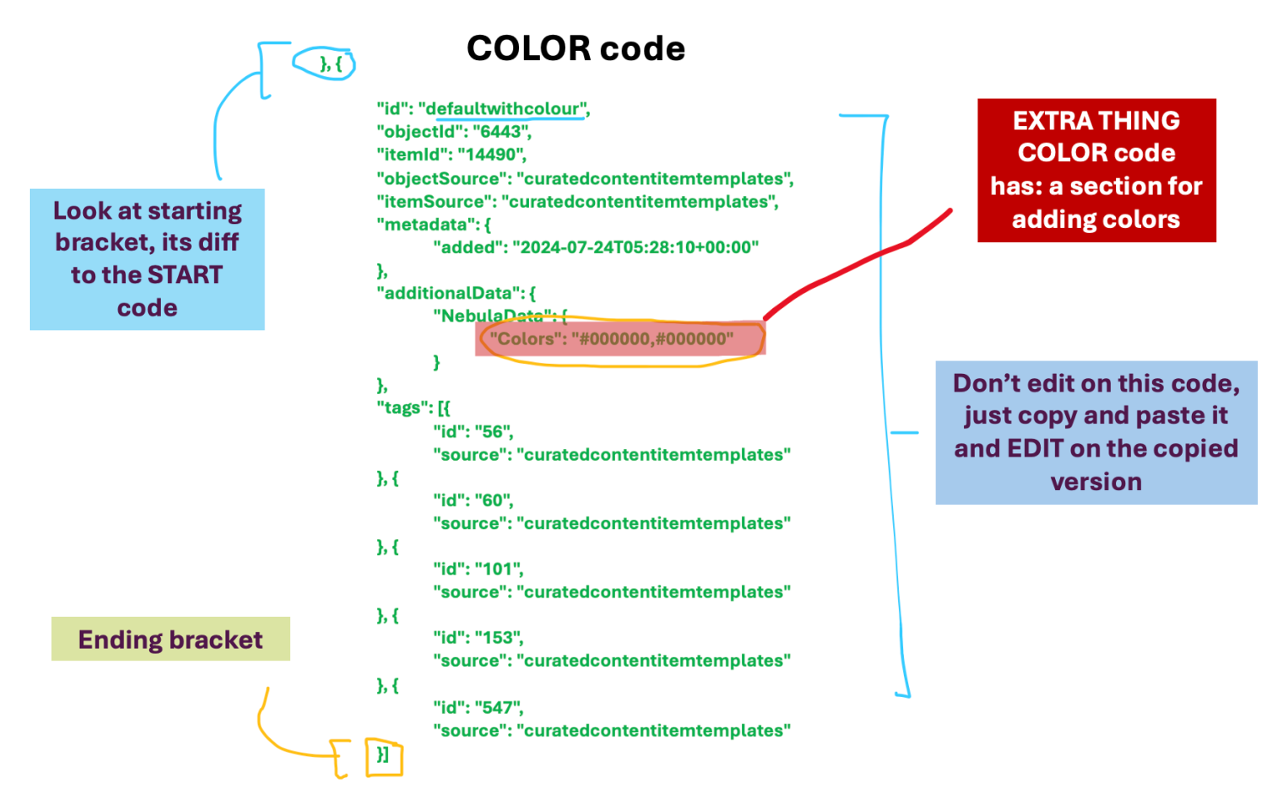 COLOR code
}, {
"id": "defaultwithcolour",
"objectId": "6443",
"itemId": "14490",
"objectSource": "curatedcontentitemtemplates",
"itemSource": "curatedcontentitemtemplates",
"metadata": {
"added": "2024-07-24T05:28:10+00:00"
},
"additionalData": {
"NebulaData": {
"Colors": "#000000,#000000"
}
},
"tags": [{
"id": "56",
"source": "curatedcontentitemtemplates"
}, {
"id": "60",
"source": "curatedcontentitemtemplates"
}, {
"id": "101",
"source": "curatedcontentitemtemplates"
}, {
"id": "153",
"source": "curatedcontentitemtemplates"
}, {
"id": "547",
"source": "curatedcontentitemtemplates"
}]
Look at starting
bracket, its diff
to the START
code
Ending bracket
EXTRA THING
COLOR code
has: a section for
adding colors
Don’t edit on this code,
just copy and paste it
and EDIT on the copied
version